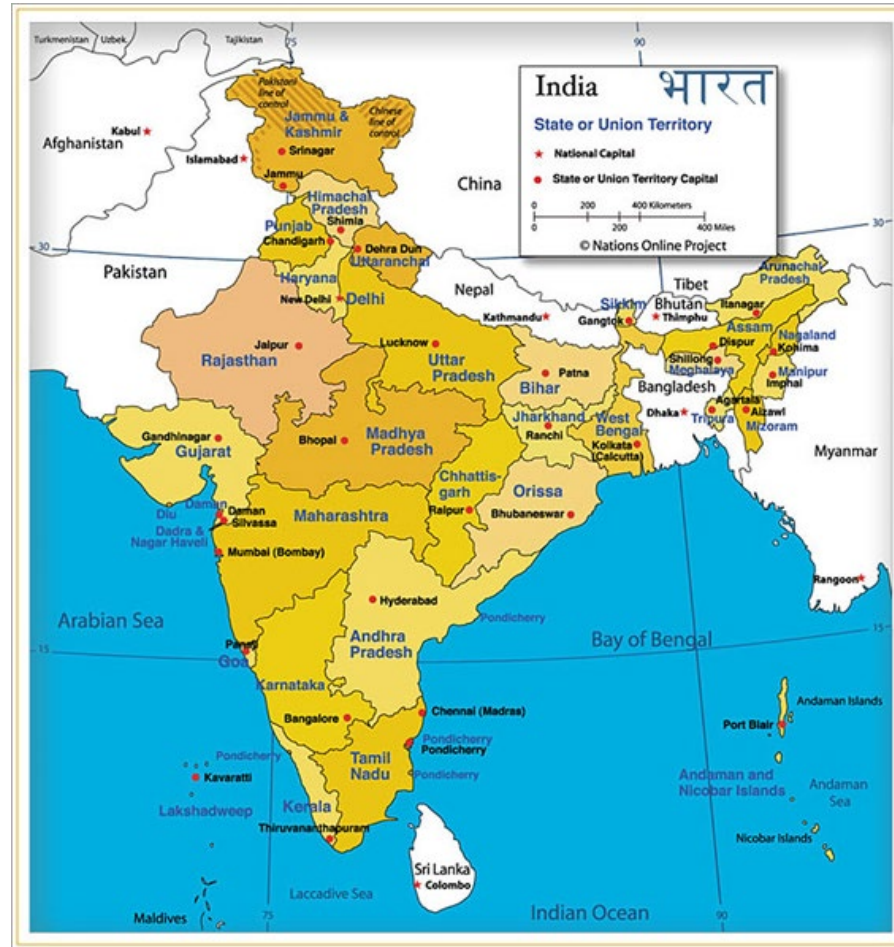 Turkmenistan
Uzbek.
Tajikistan
75
90
Pakistani
line of
control
Chinese
line of
control
Jammu &
Kashmir
Srinagar
Jammu
Kabul
Afghanistan
Islamabad
China
India भारत
State or Union Territory
National Capital
State or Union Territory Capital
0 200 400 Kilometers
0 200 400 Miles
© Nations Online Project
Himachal
Pradesh
Shimla
Punjab
Chandigarh
Dehra Dun
Uttaranchal
30
30
Pakistan
Haryana
New Delhi
Delhi
Nepal
Kathmandu
Tibet
Bhutan
Thimphu
Sikkim
Gangtok
Arunachal
Pradesh
Itanagar
Assam
Dispur
Nagaland
Kohima
Shillong
Meghalaya
Manipur
Imphal
Jaipur
Rajasthan
Lucknow
Uttar
Pradesh
Patna
Bihar
Bangladesh
Dhaka
Agartala
Tripura
Aizawl
Mizoram
Jharkhand
Ranchi
West
Bengal
Kolkata
(Calcutta)
Myanmar
Gandhinagar
Gujarat
Bhopal
Madhya
Pradesh
Chhattis-
garh
Raipur
Orissa
Bhubaneswar
Daman
Diu
Daman
Silvassa
Dadra &
Nagar Haveli
Maharashtra
Mumbai (Bombay)
Rangoon
Hyderabad
Arabian Sea
Pondicherry
Bay of Bengal
15
15
Panaji
Goa
Andhra
Pradesh
Karnataka
Bangalore
Chennai (Madras)
Andaman Islands
Port Blair
Pondicherry
Pondicherry
Pondicherry
Tamil
Nadu
Pondicherry
Kavaratti
Lakshadweep
Kerala
Thiruvananthapuram
Andaman and
Nicobar Islands
Andaman
Sea
Nicobar Islands
Sri Lanka
Colombo
Laccadive Sea
Maldives
75
Indian Ocean
90